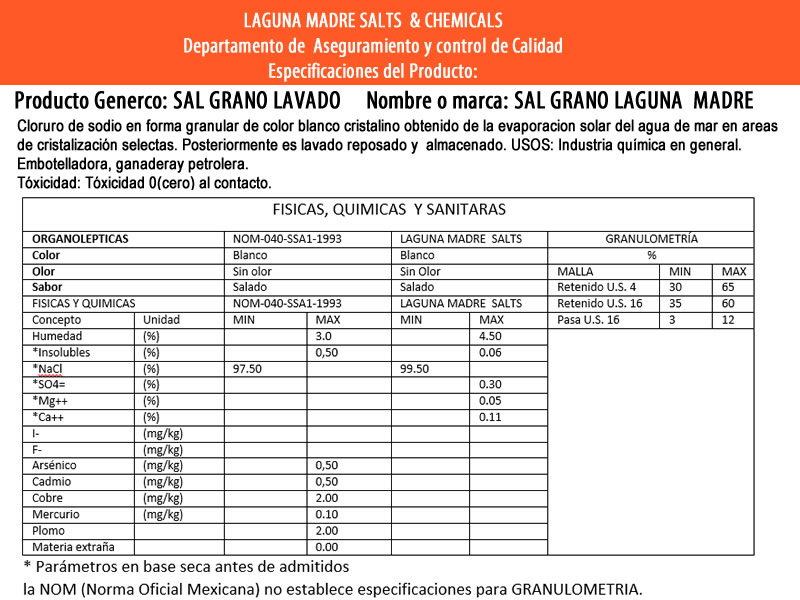 LAGUNA MADRE SALTS & CHEMICALS
Departamento de Aseguramiento y control de Calidad
Especificaciones del Producto:
Producto Generco: SAL GRANO LAVADO Nombre o marca: SAL GRANO LAGUNA MADRE
Cloruro de sodio en forma granular de color blanco cristalino obtenido de la evaporacion solar del agua de mar en areas
de cristalización selectas. Posteriormente es lavado reposado y almacenado. USOS: Industria química en general.
Embotelladora, ganaderay petrolera.
Tóxicidad: Tóxicidad 0(cero) al contacto.
FISICAS, QUIMICAS Y SANITARAS
ORGANOLEPTICAS NOM-040-SSA1-1993 LAGUNA MADRE SALTS GRANULOMETRÍA
Color Blanco Blanco %
Olor Sin olor Sin Olor MALLA MIN MAX
Sabor Salado Salado Retenido U.S. 4 30 65
FISICAS Y QUIMICAS NOM-040-SSA1-1993 LAGUNA MADRE SALTS Retenido U.S. 16 35 60
Concepto Unidad MIN MAX MIN MAX Pasa U.S. 16 3 12
Humedad (%) 3.0 4.50
*Insolubles (%) 0,50 0.06
*NaCl (%) 97.50 99.50
*SO4= (%) 0.30
*Mg++ (%) 0.05
*Ca++ (%) 0.11
I- (mg/kg)
F- (mg/kg)
Arsénico (mg/kg) 0,50
Cadmio (mg/kg) 0,50
Cobre (mg/kg) 2.00
Mercurio (mg/kg) 0.10
Plomo 2.00
Materia extraña 0.00
* Parámetros en base seca antes de admitidos
la NOM (Norma Oficial Mexicana) no establece especificaciones para GRANULOMETRIA.